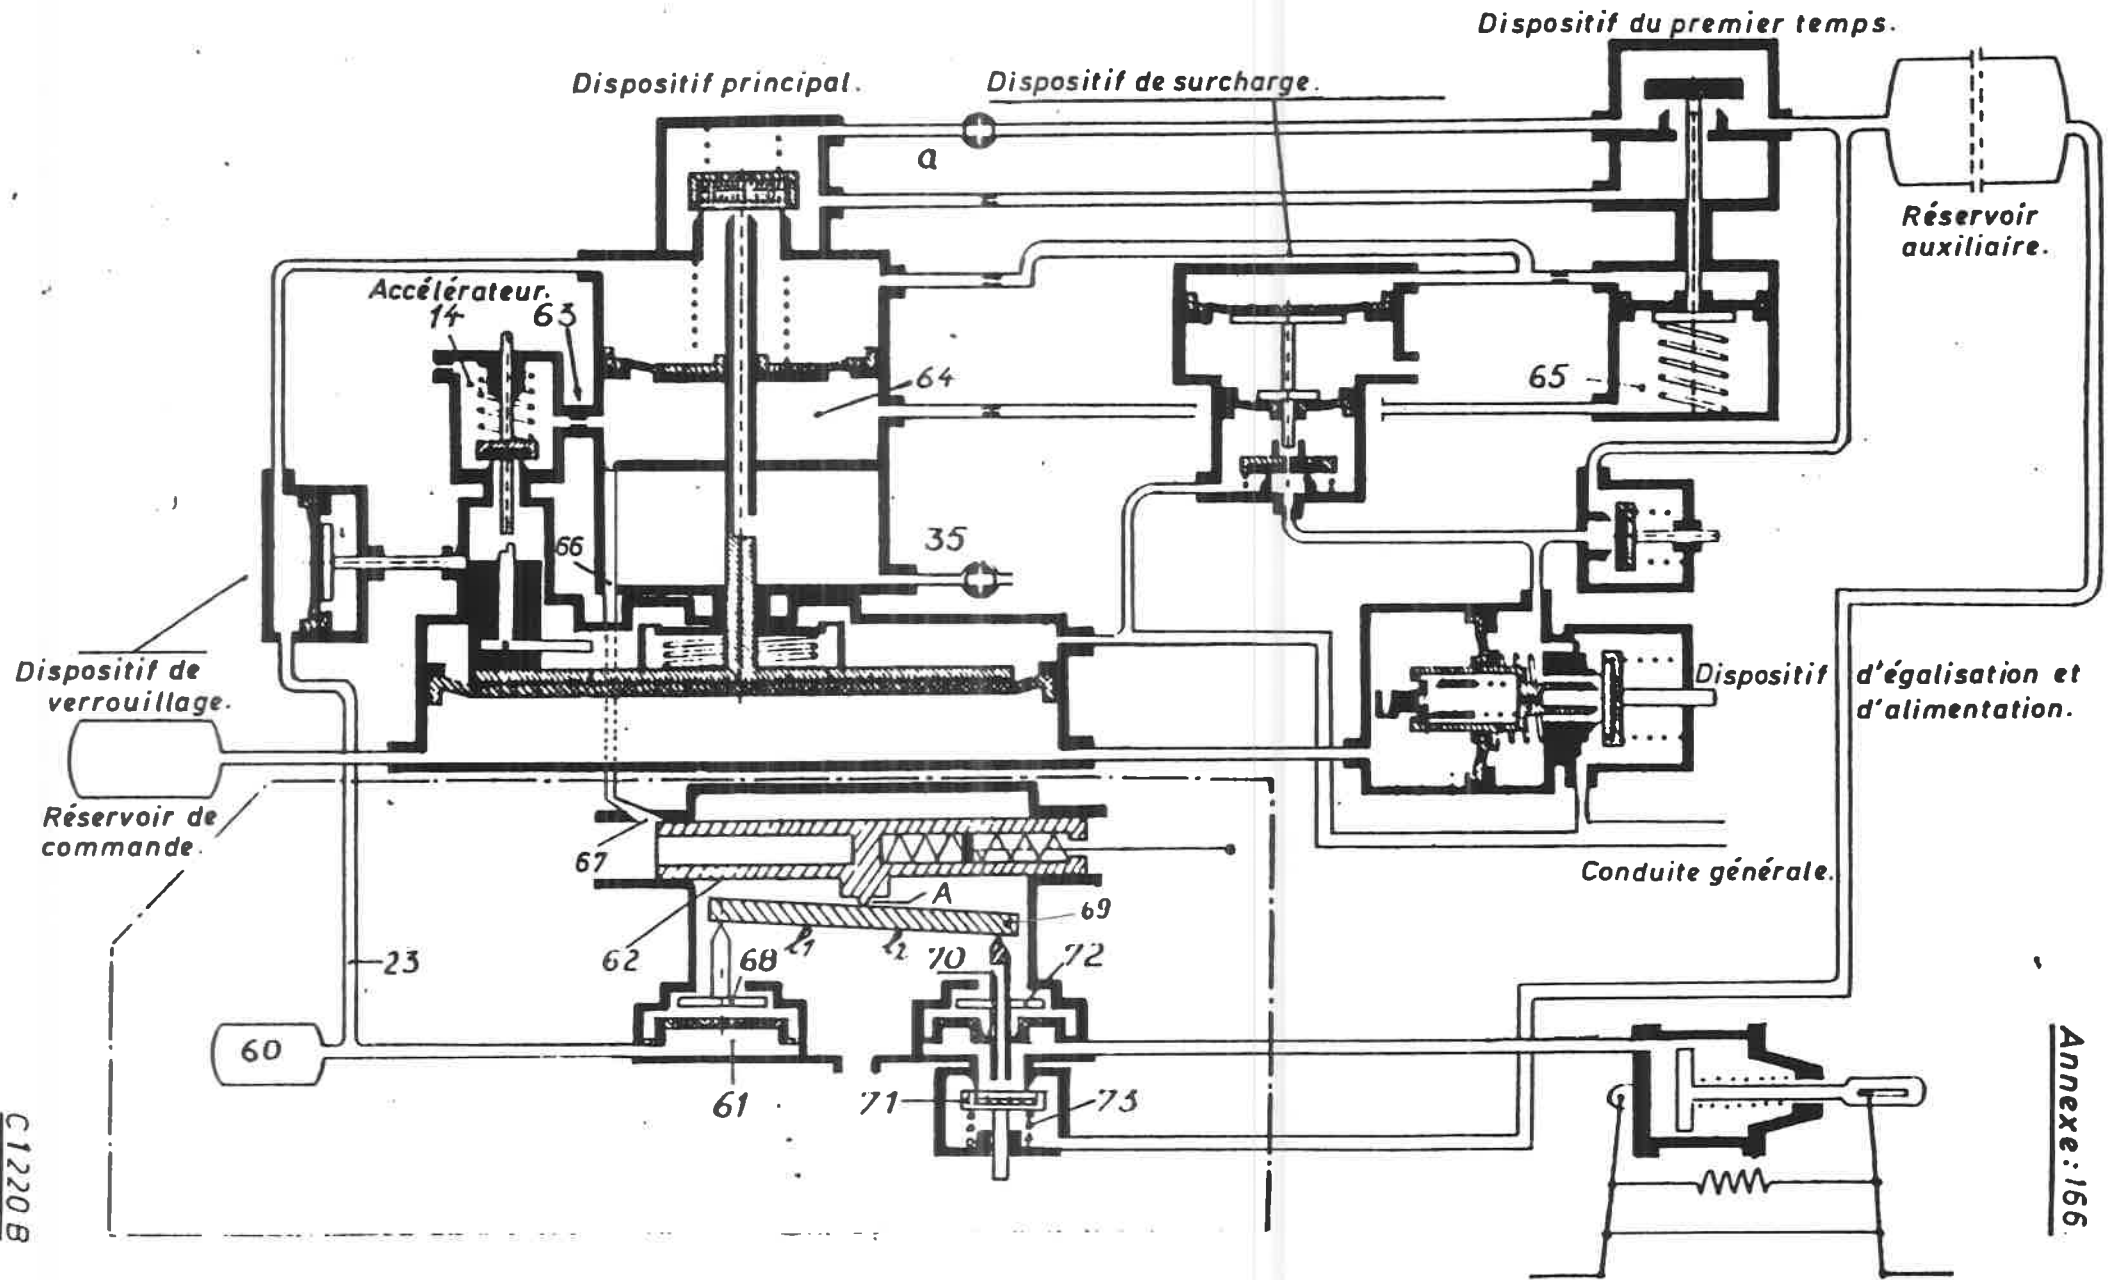 Dispositif du premier temps.
Dispositif principal.
Dispositif de surcharge.
a
Réservoir
auxiliaire.
Accélérateur.
14
63
64
65
35
66
Dispositif de
verrouillage.
Dispositif d'égalisation et
d'alimentation.
Réservoir de
commande.
67
Conduite générale.
A
69
62
68
l1
l2
70
72
23
60
61
71
73
Annexe:166
C1220B